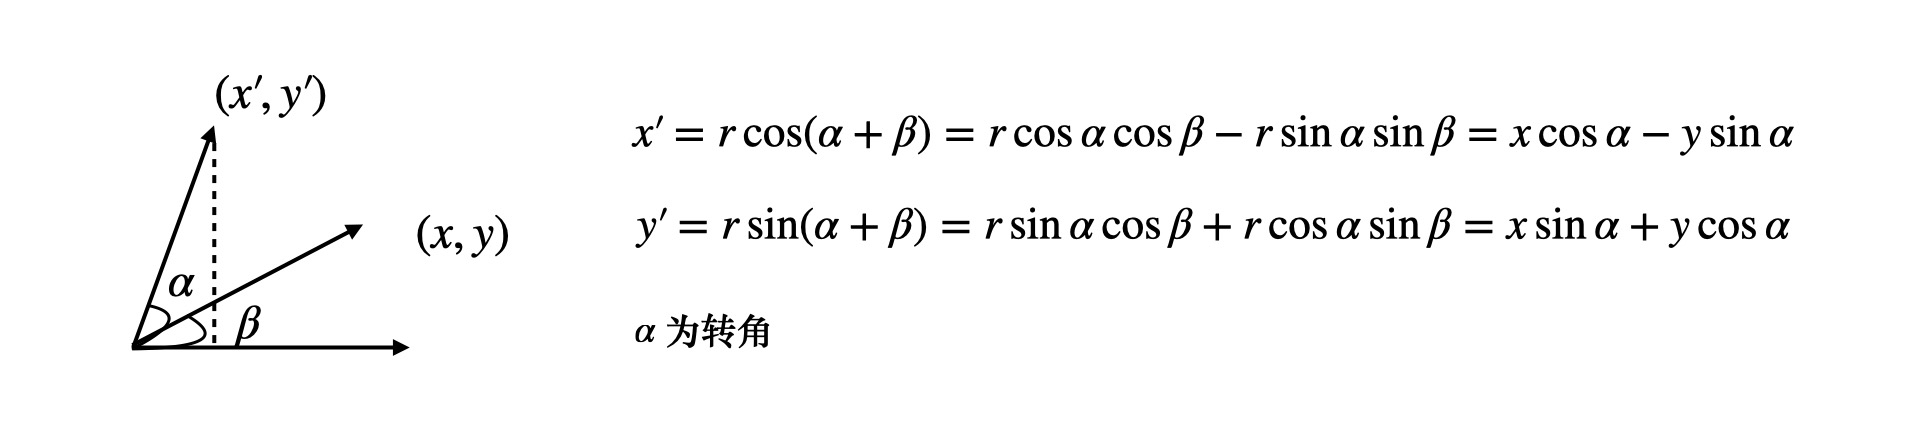 (x′, y′)
(x, y)
α
β
x′ = r cos(α + β) = r cos α cos β − r sin α sin β = x cos α − y sin α
y′ = r sin(α + β) = r sin α cos β + r cos α sin β = x sin α + y cos α
α 为转角